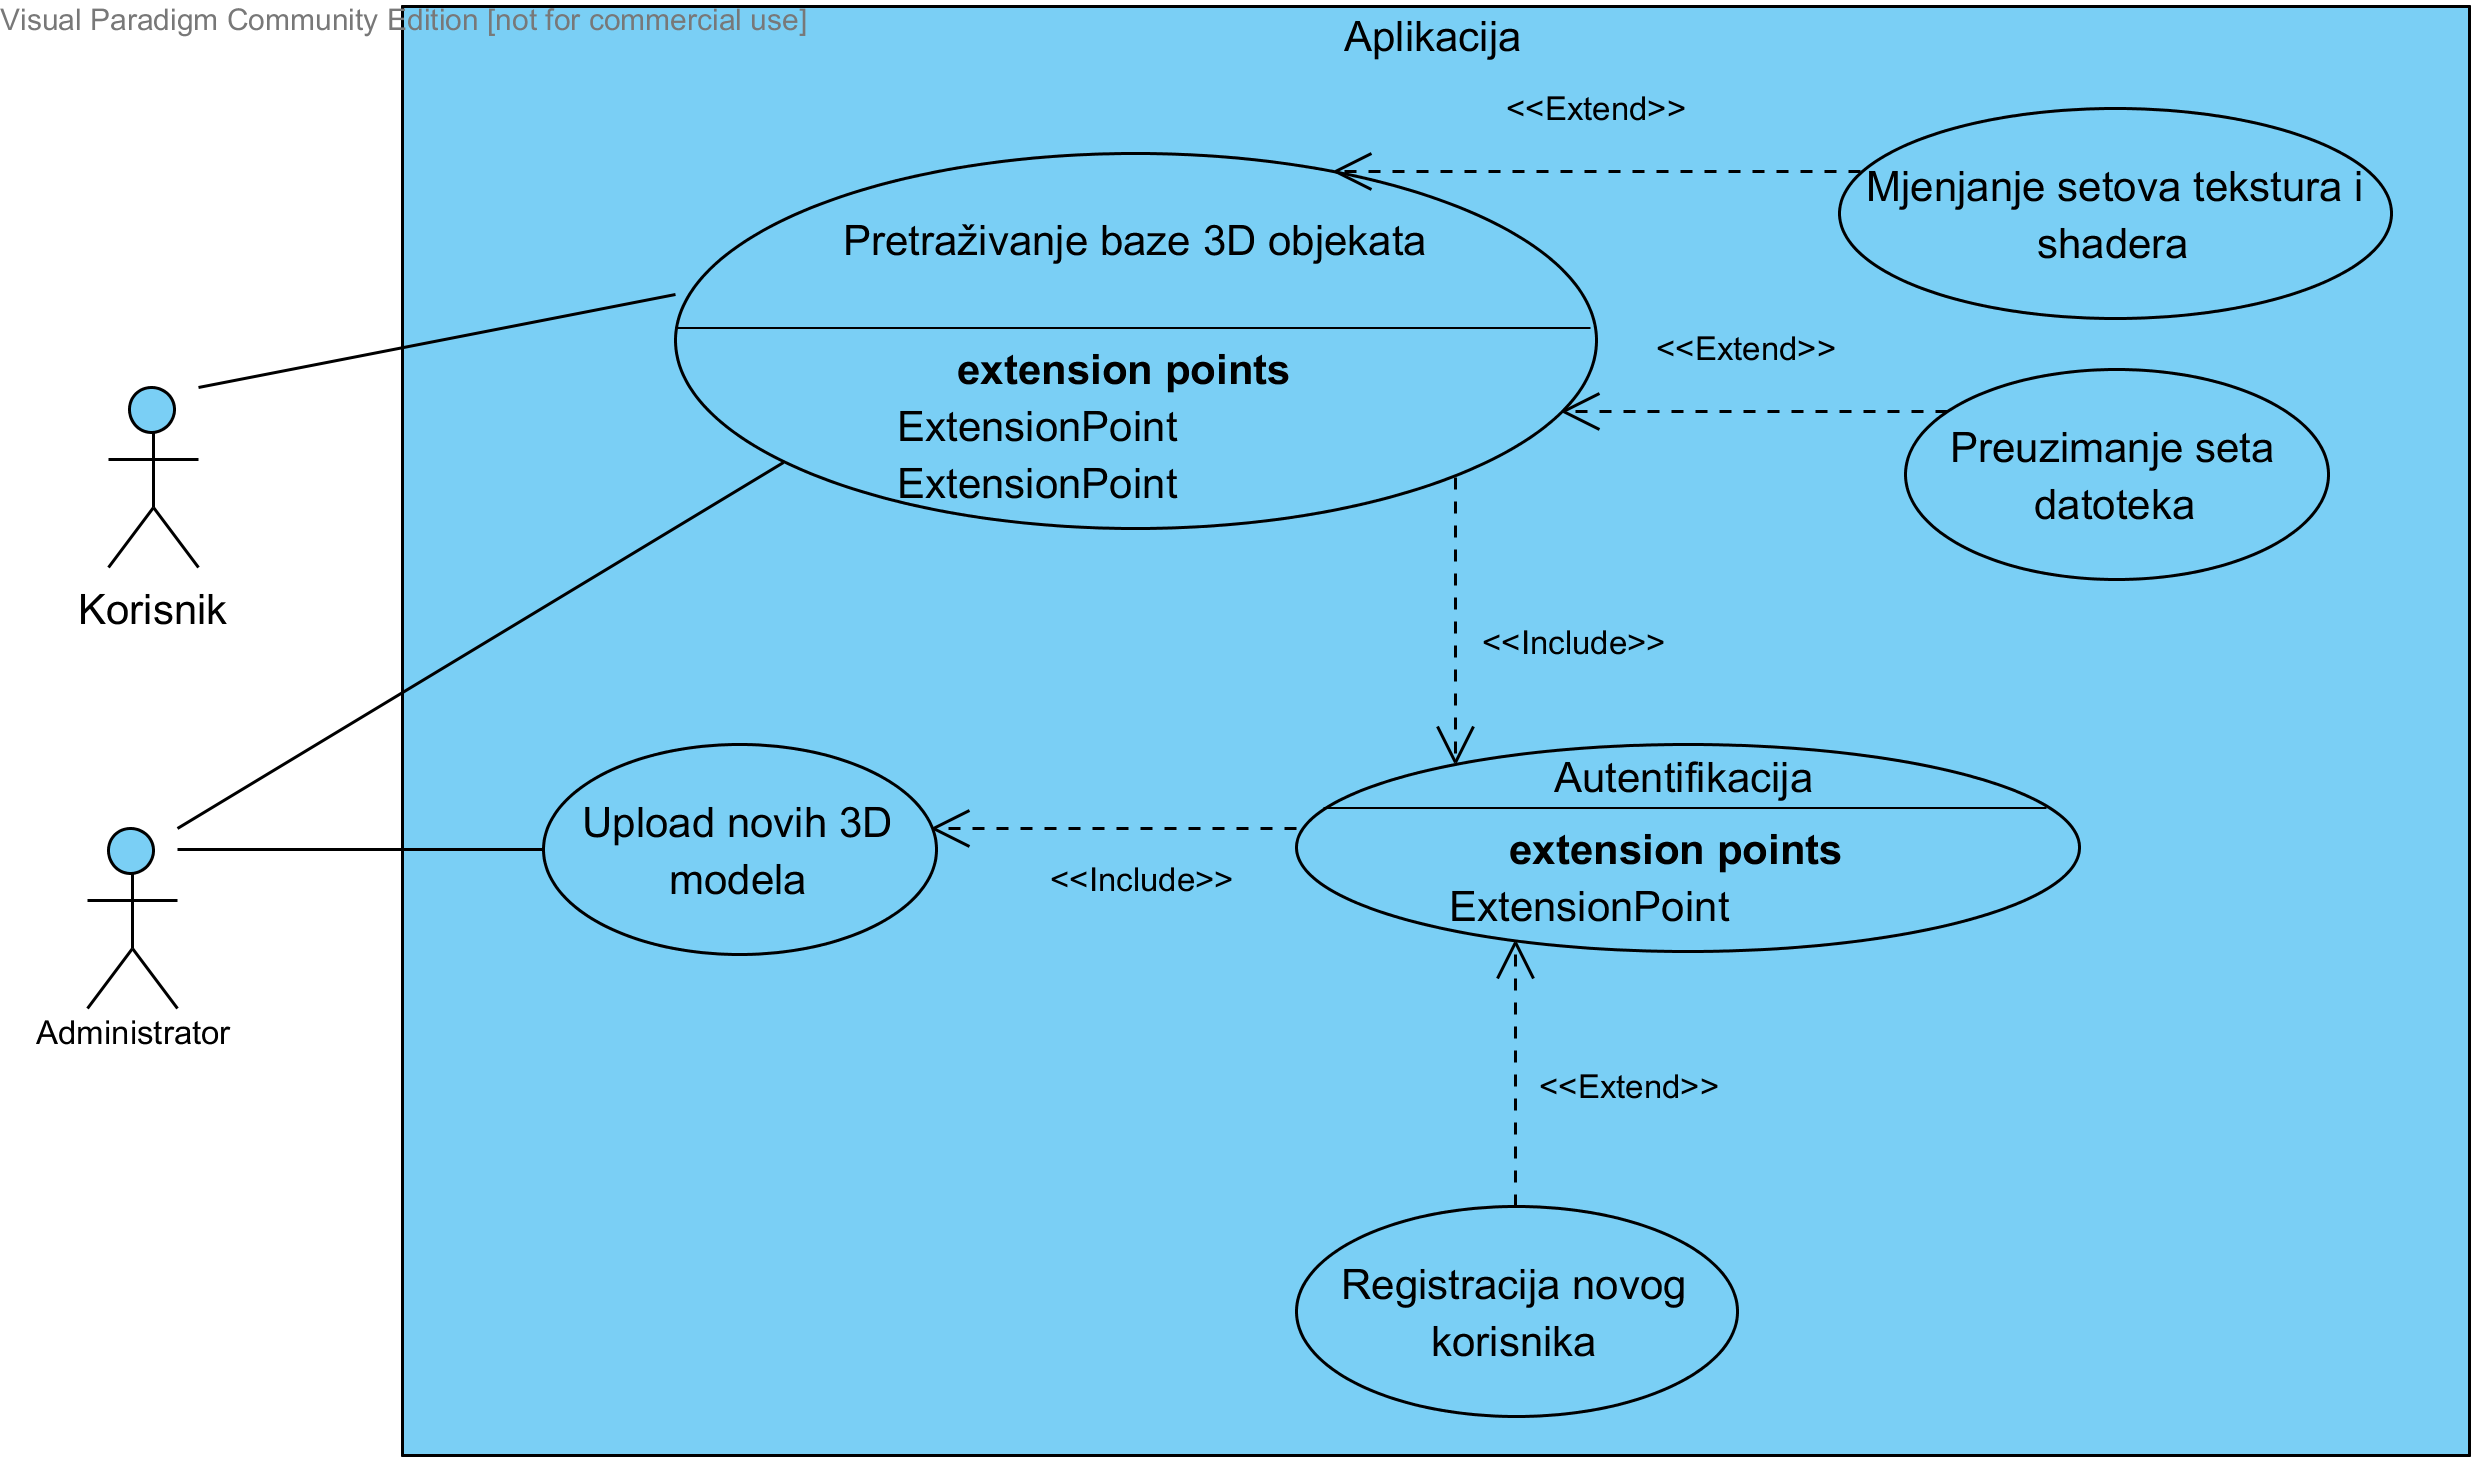 Visual Paradigm Community Edition [not for commercial use]
Aplikacija
<<Extend>>
Mjenjanje setova tekstura i
shadera
Pretraživanje baze 3D objekata
extension points
ExtensionPoint
ExtensionPoint
<<Extend>>
Preuzimanje seta
datoteka
Korisnik
<<Include>>
Upload novih 3D
modela
<<Include>>
Autentifikacija
extension points
ExtensionPoint
Administrator
<<Extend>>
Registracija novog
korisnika